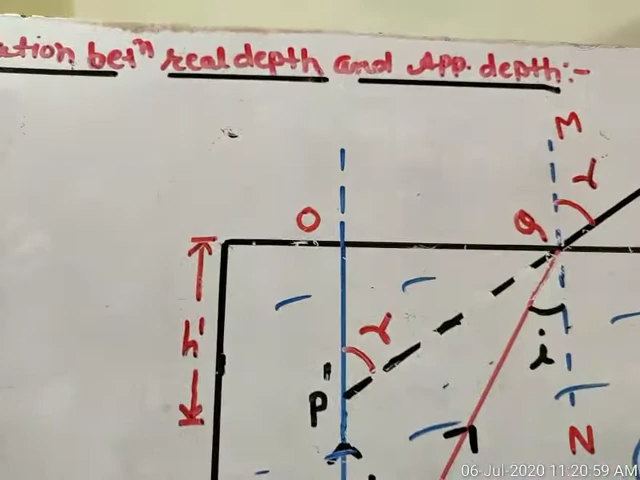 ation betn real depth and App. depth:-
M
r
O
Q
h'
r
i
P'
N
06-Jul-2020 11:20:59 AM